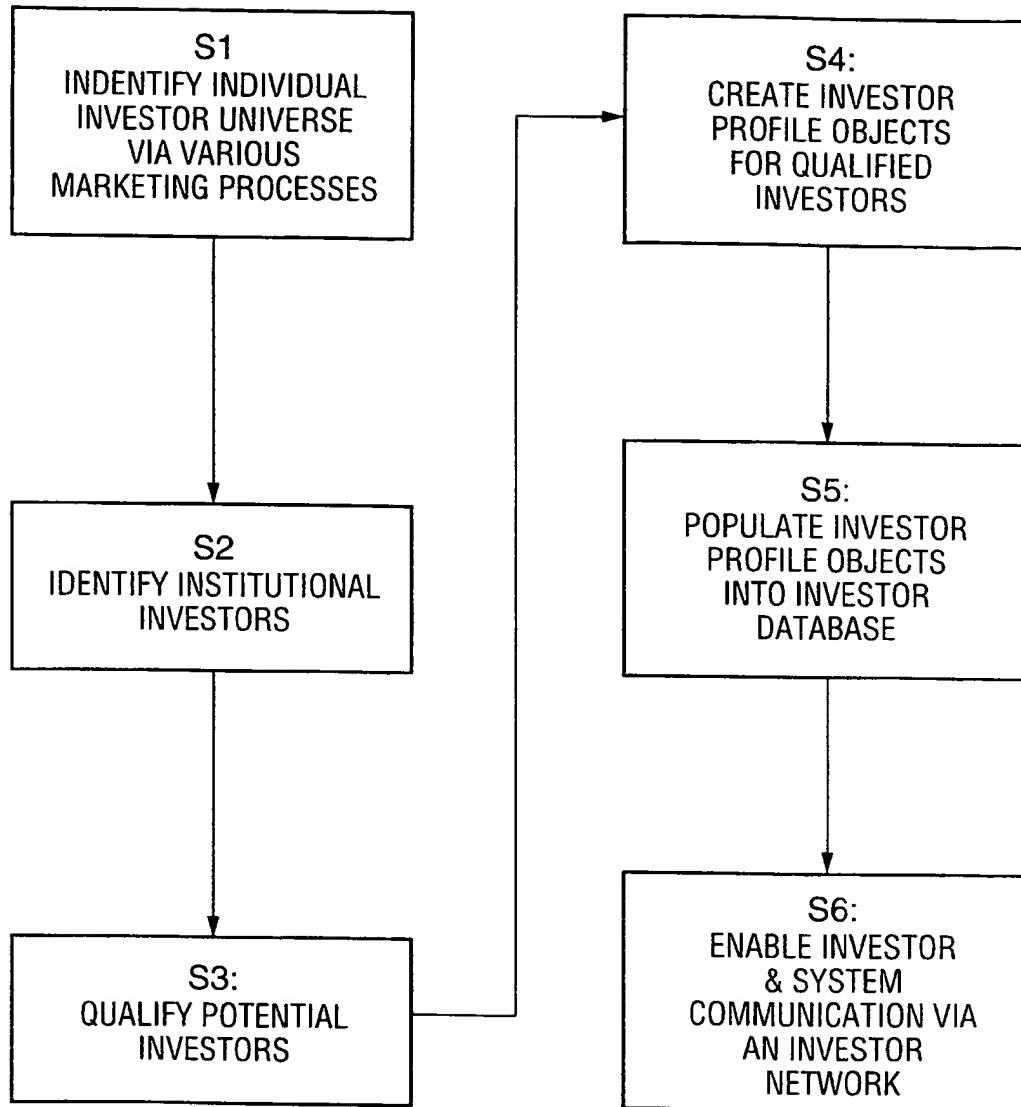 S1
INDENTIFY INDIVIDUAL
INVESTOR UNIVERSE
VIA VARIOUS
MARKETING PROCESSES
S2
IDENTIFY INSTITUTIONAL
INVESTORS
S3:
QUALIFY POTENTIAL
INVESTORS
S4:
CREATE INVESTOR
PROFILE OBJECTS
FOR QUALIFIED
INVESTORS
S5:
POPULATE INVESTOR
PROFILE OBJECTS
INTO INVESTOR
DATABASE
S6:
ENABLE INVESTOR
& SYSTEM
COMMUNICATION VIA
AN INVESTOR
NETWORK